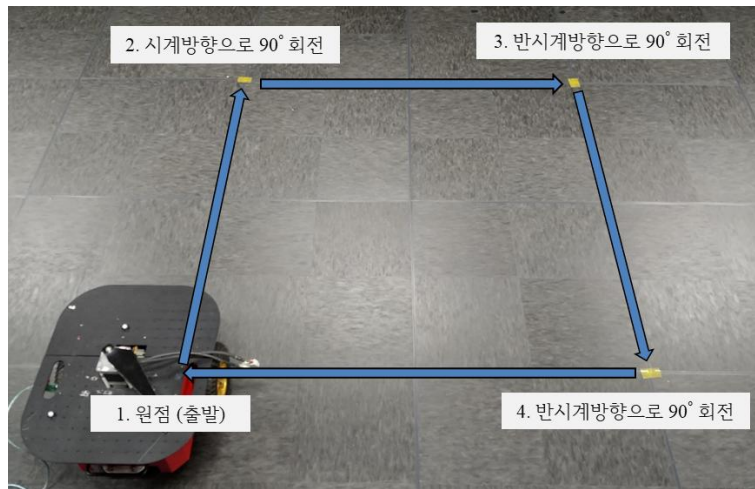 2. 시계방향으로 90° 회전
3. 반시계방향으로 90° 회전
1. 원점 (출발)
4. 반시계방향으로 90° 회전